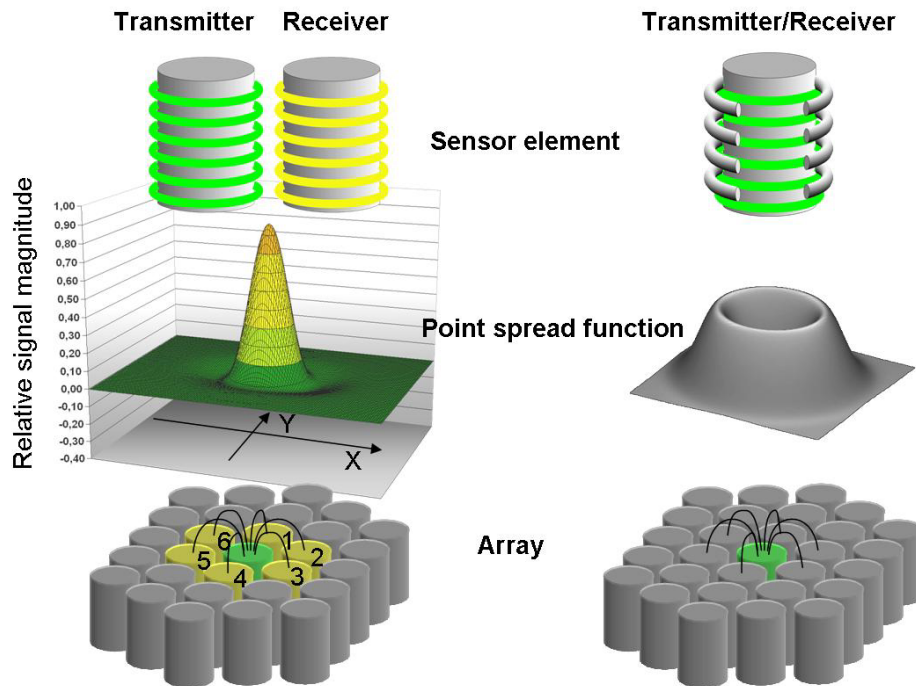 Transmitter Receiver
Transmitter/Receiver
Sensor element
Relative signal magnitude
1,00
0,90
0,80
0,70
0,60
0,50
0,40
0,30
0,20
0,10
0,00
-0,10
-0,20
-0,30
-0,40
Y
X
Point spread function
Array
6 1
5 2
4 3